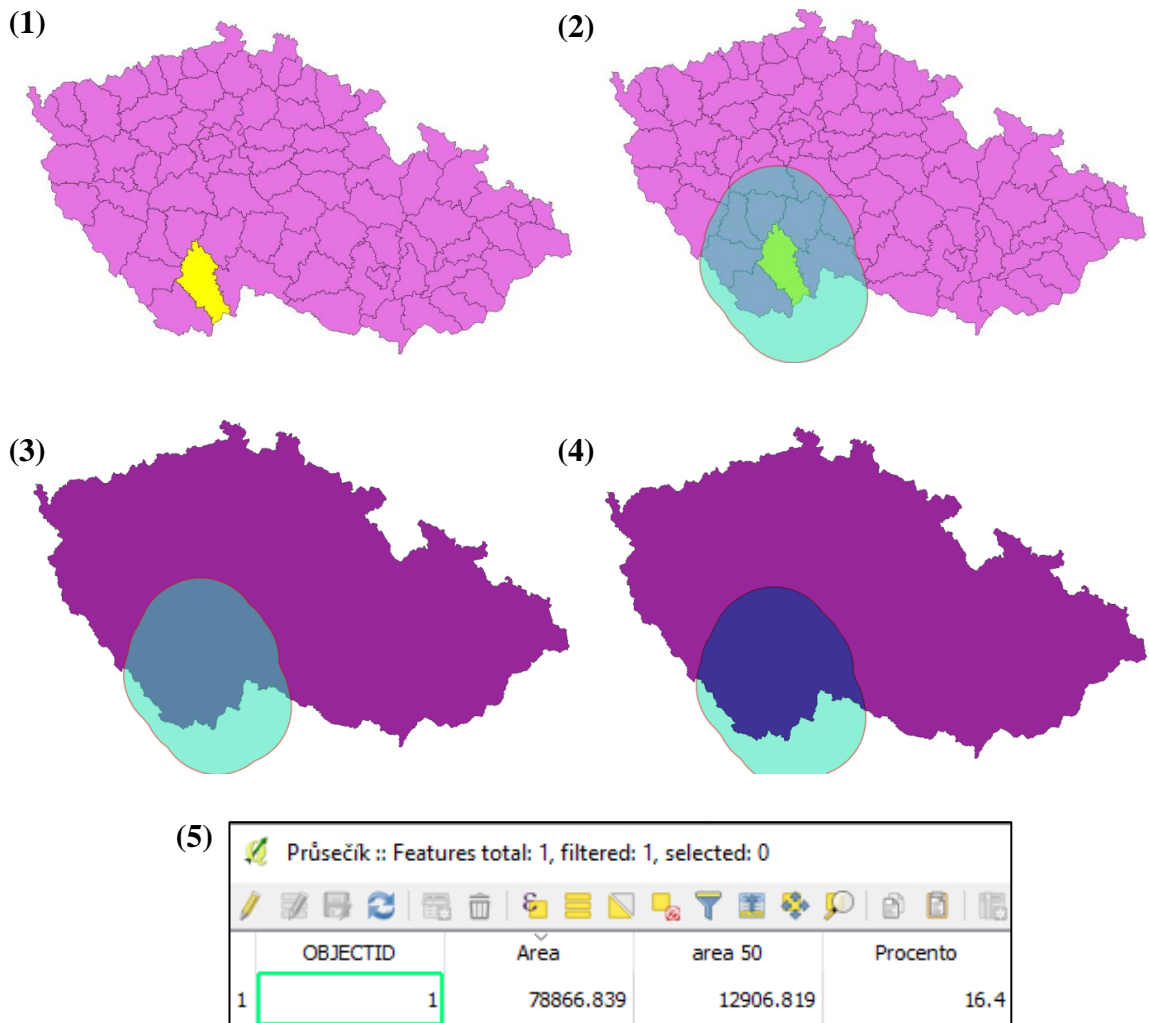 (1)
(2)
(3)
(4)
(5)
Průsečík :: Features total: 1, filtered: 1, selected: 0
OBJECTID Area area 50 Procento
1 1 78866.839 12906.819 16.4